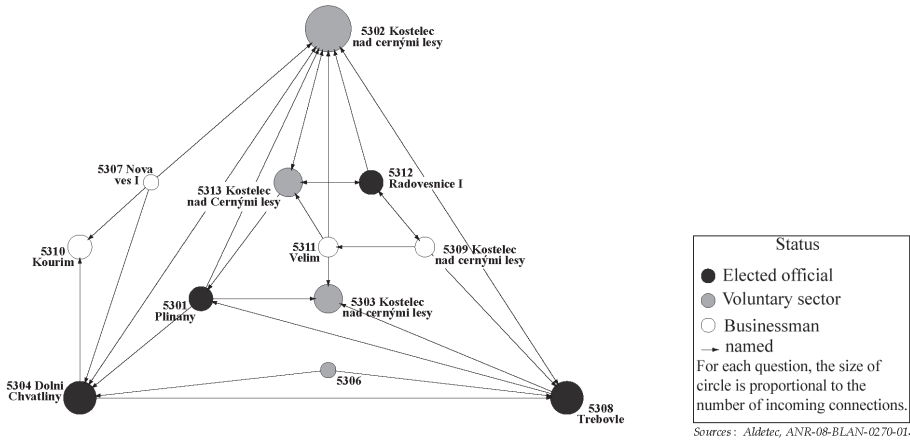 5302 Kostelec
nad cernými lesy
5307 Nova
ves I
5312
Radovesnice I
5313 Kostelec
nad Cernými lesy
5310
Kourim
5311
Velim
5309 Kostelec
nad cernými lesy
5301
Plinany
5303 Kostelec
nad cernými lesy
5306
5304 Dolni
Chvatliny
5308
Trebovle
Status
Elected official
Voluntary sector
Businessman
named
For each question, the size of
circle is proportional to the
number of incoming connections.
Sources : Aldetec, ANR-08-BLAN-0270-01.